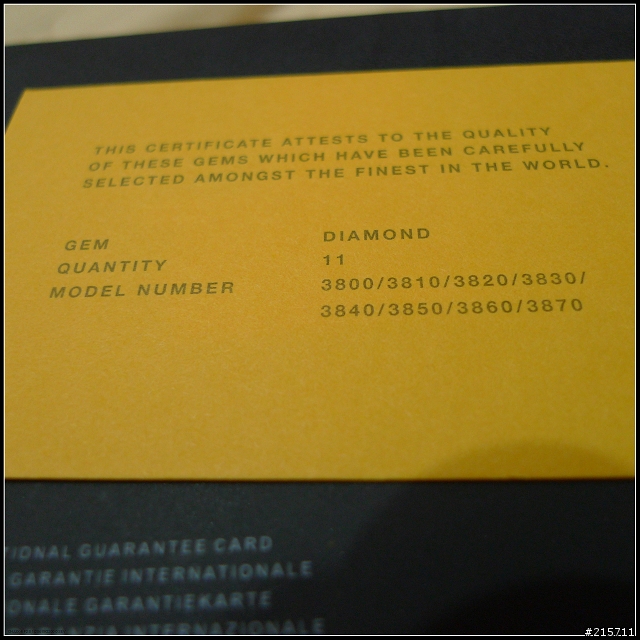 THIS CERTIFICATE ATTESTS TO THE QUALITY
OF THESE GEMS WHICH HAVE BEEN CAREFULLY
SELECTED AMONGST THE FINEST IN THE WORLD.
GEM DIAMOND
QUANTITY 11
MODEL NUMBER 3800/3810/3820/3830/
3840/3850/3860/3870
TIONAL GUARANTEE CARD
GARANTIE INTERNATIONALE
ONALE GARANTIEKARTE
GARANZIA INTERNAZIONALE
#215711